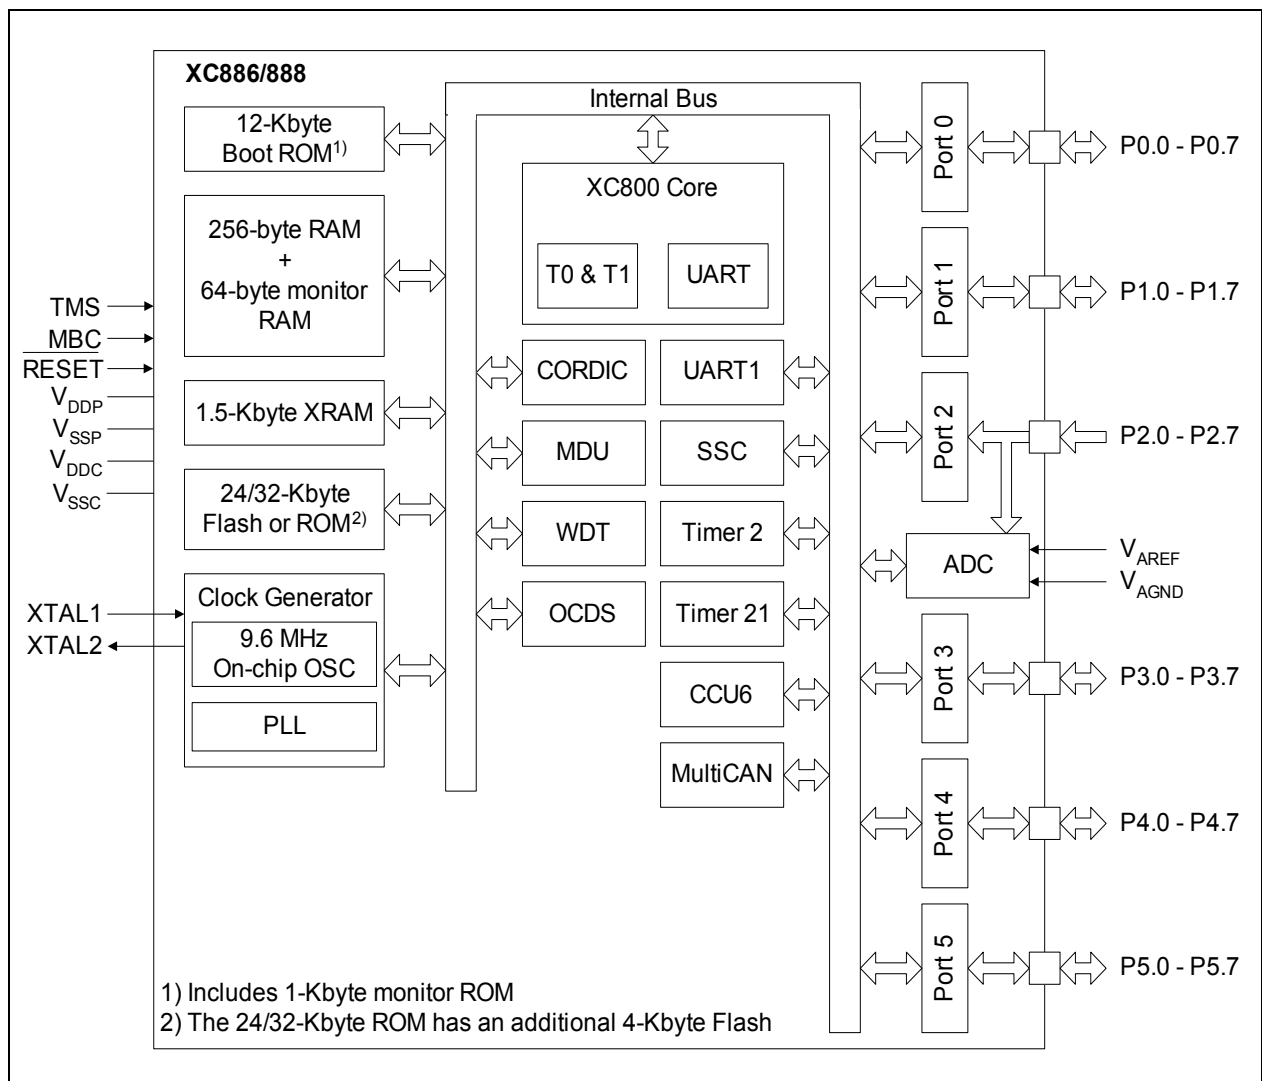 XC886/888
Internal Bus
12-Kbyte
Boot ROM1)
256-byte RAM
+
64-byte monitor
RAM
1.5-Kbyte XRAM
24/32-Kbyte
Flash or ROM2)
Clock Generator
9.6 MHz
On-chip OSC
PLL
TMS
MBC
RESET
VDDP
VSSP
VDDC
VSSC
XTAL1
XTAL2
XC800 Core
T0 & T1
UART
CORDIC
UART1
MDU
SSC
WDT
Timer 2
OCDS
Timer 21
CCU6
MultiCAN
Port 0
P0.0 - P0.7
Port 1
P1.0 - P1.7
Port 2
P2.0 - P2.7
ADC
VAREF
VAGND
Port 3
P3.0 - P3.7
Port 4
P4.0 - P4.7
Port 5
P5.0 - P5.7
1) Includes 1-Kbyte monitor ROM
2) The 24/32-Kbyte ROM has an additional 4-Kbyte Flash